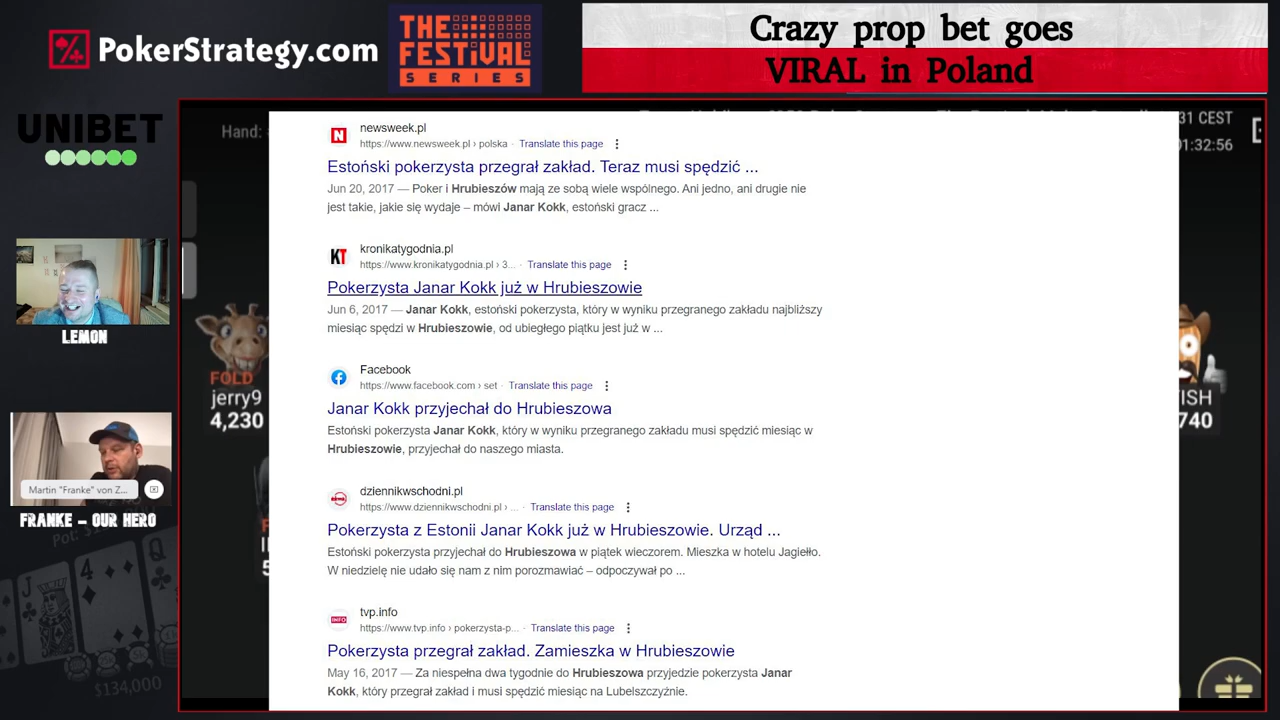 PokerStrategy.com
THE
FESTIVAL
SERIES
Crazy prop bet goes
VIRAL in Poland
UNIBET
Hand:
31 CEST
01:32:56
newsweek.pl
https://www.newsweek.pl › polska · Translate this page
Estoński pokerzysta przegrał zakład. Teraz musi spędzić ...
Jun 20, 2017 — Poker i Hrubieszów mają ze sobą wiele wspólnego. Ani jedno, ani drugie nie
jest takie, jakie się wydaje – mówi Janar Kokk, estoński gracz ...
KT
kronikatygodnia.pl
https://www.kronikatygodnia.pl › 3... · Translate this page
Pokerzysta Janar Kokk już w Hrubieszowie
Jun 6, 2017 — Janar Kokk, estoński pokerzysta, który w wyniku przegranego zakładu najbliższy
miesiąc spędzi w Hrubieszowie, od ubiegłego piątku jest już w ...
Facebook
https://www.facebook.com › set · Translate this page
Janar Kokk przyjechał do Hrubieszowa
Estoński pokerzysta Janar Kokk, który w wyniku przegranego zakładu musi spędzić miesiąc w
Hrubieszowie, przyjechał do naszego miasta.
dziennikwschodni.pl
https://www.dziennikwschodni.pl › ... · Translate this page
Pokerzysta z Estonii Janar Kokk już w Hrubieszowie. Urząd ...
Estoński pokerzysta przyjechał do Hrubieszowa w piątek wieczorem. Mieszka w hotelu Jagiełło.
W niedzielę nie udało się nam z nim porozmawiać – odpoczywał po ...
INFO
tvp.info
https://www.tvp.info › pokerzysta-p... · Translate this page
Pokerzysta przegrał zakład. Zamieszka w Hrubieszowie
May 16, 2017 — Za niespełna dwa tygodnie do Hrubieszowa przyjedzie pokerzysta Janar
Kokk, który przegrał zakład i musi spędzić miesiąc na Lubelszczyźnie.
LEMON
Martin "Franke" von Z...
FRANKE – OUR HERO
FOLD
jerry9
4,230
ISH
740
Pot:
J
4
Q
$134,000